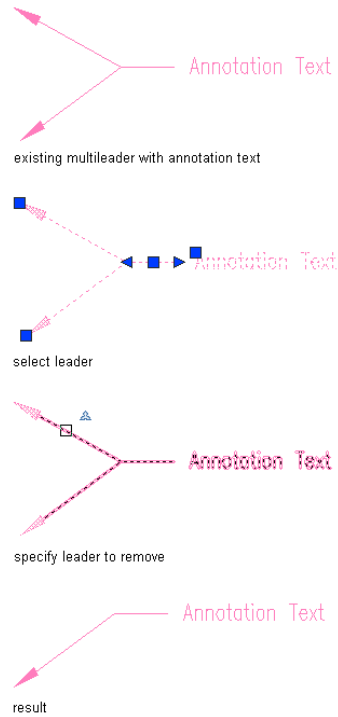 Annotation Text
existing multileader with annotation text
Annotation Text
select leader
Annotation Text
specify leader to remove
Annotation Text
result